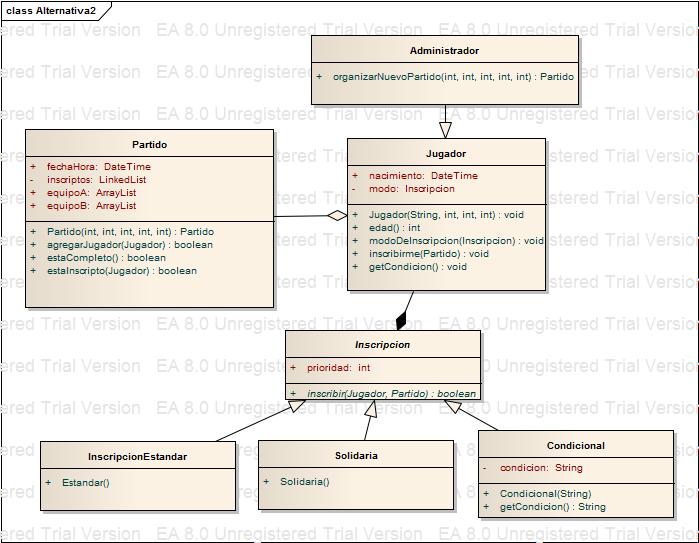 class Alternativa2
EA 8.0 Unregistered Trial Version
Administrador
+ organizarNuevoPartido(int, int, int, int, int) : Partido
Partido
+ fechaHora: DateTime
- inscriptos: LinkedList
+ equipoA: ArrayList
+ equipoB: ArrayList
+ Partido(int, int, int, int, int) : Partido
+ agregarJugador(Jugador) : boolean
+ estaCompleto() : boolean
+ estaInscripto(Jugador) : boolean
Jugador
+ nacimiento: DateTime
- modo: Inscripcion
+ Jugador(String, int, int, int) : void
+ edad() : int
+ modoDeInscripcion(Inscripcion) : void
+ inscribirme(Partido) : void
+ getCondicion() : void
Inscripcion
+ prioridad: int
+ inscribir(Jugador, Partido) : boolean
InscripcionEstandar
+ Estandar()
Solidaria
+ Solidaria()
Condicional
- condicion: String
+ Condicional(String)
+ getCondicion() : String